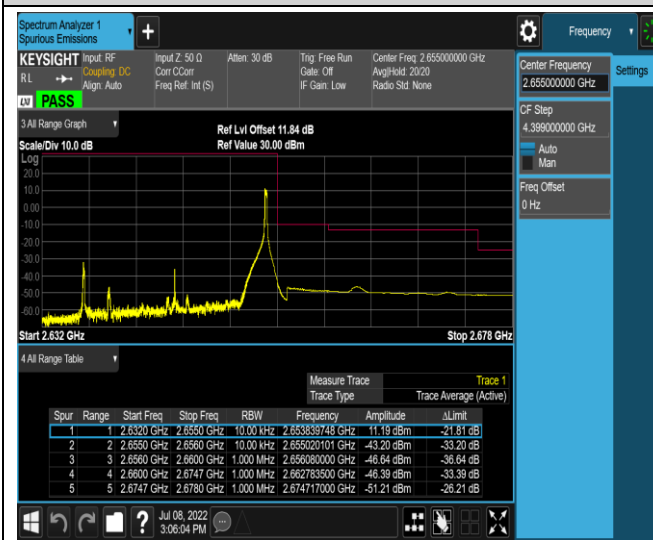 Spectrum Analyzer 1
Spurious Emissions
Frequency
KEYSIGHT
R L
LXI
PASS
Input: RF
Coupling: DC
Align: Auto
Input Z: 50 Ω
Corr CCorr
Freq Ref: Int (S)
Atten: 30 dB
Trig: Free Run
Gate: Off
IF Gain: Low
Center Freq: 2.655000000 GHz
Avg|Hold: 20/20
Radio Std: None
Center Frequency
2.655000000 GHz
Settings
CF Step
4.399000000 GHz
Auto
Man
Freq Offset
0 Hz
3 All Range Graph
Scale/Div 10.0 dB
Ref Lvl Offset 11.84 dB
Ref Value 30.00 dBm
Log
20.0
10.0
0.00
-10.0
-20.0
-30.0
-40.0
-50.0
-60.0
Start 2.632 GHz
Stop 2.678 GHz
4 All Range Table
Measure Trace Trace 1
Trace Type Trace Average (Active)
Spur Range Start Freq Stop Freq RBW Frequency Amplitude ΔLimit
1 1 2.6320 GHz 2.6550 GHz 10.00 kHz 2.653839748 GHz 11.19 dBm -21.81 dB
2 2 2.6550 GHz 2.6560 GHz 10.00 kHz 2.655020101 GHz -43.20 dBm -33.20 dB
3 3 2.6560 GHz 2.6600 GHz 1.000 MHz 2.656080000 GHz -46.64 dBm -36.64 dB
4 4 2.6600 GHz 2.6747 GHz 1.000 MHz 2.662783500 GHz -46.39 dBm -33.39 dB
5 5 2.6747 GHz 2.6780 GHz 1.000 MHz 2.674717000 GHz -51.21 dBm -26.21 dB
Jul 08, 2022
3:06:04 PM